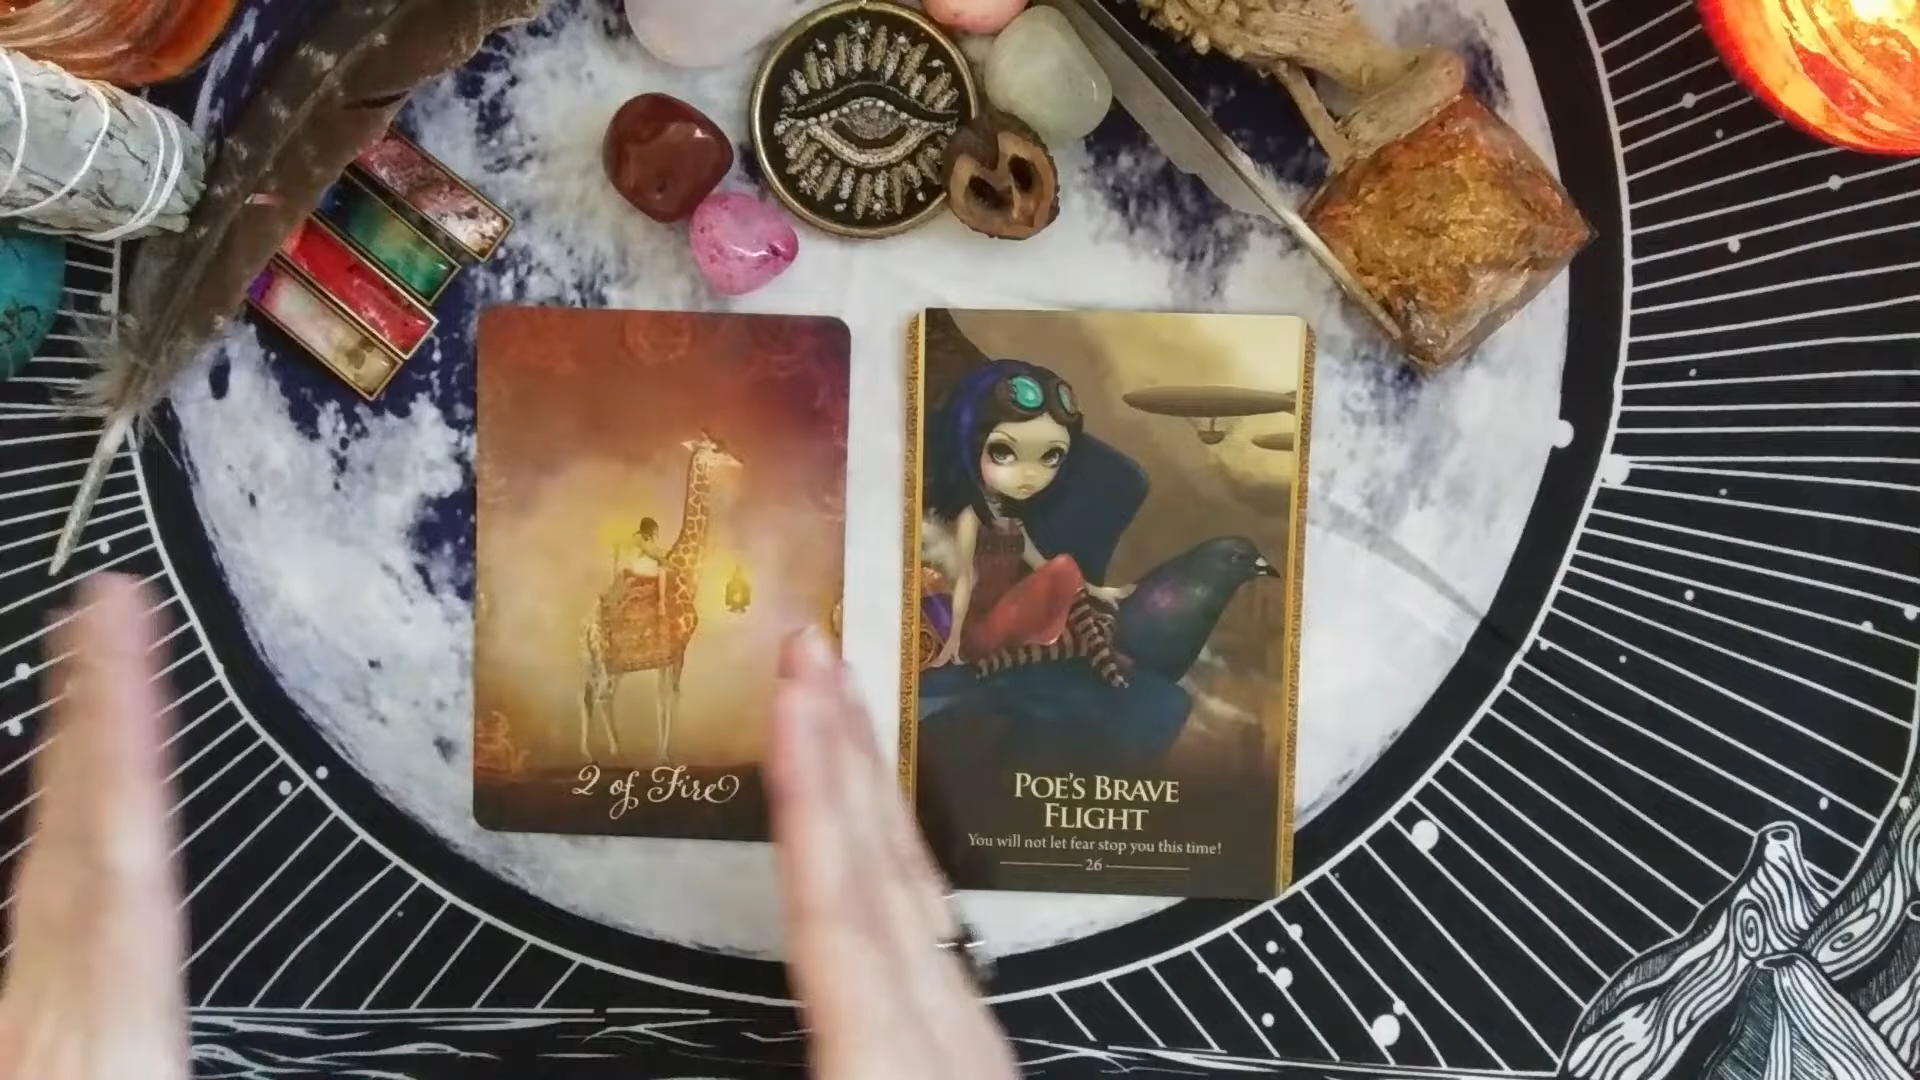 2 of Fire
POE'S BRAVE
FLIGHT
You will not let fear stop you this time!
26